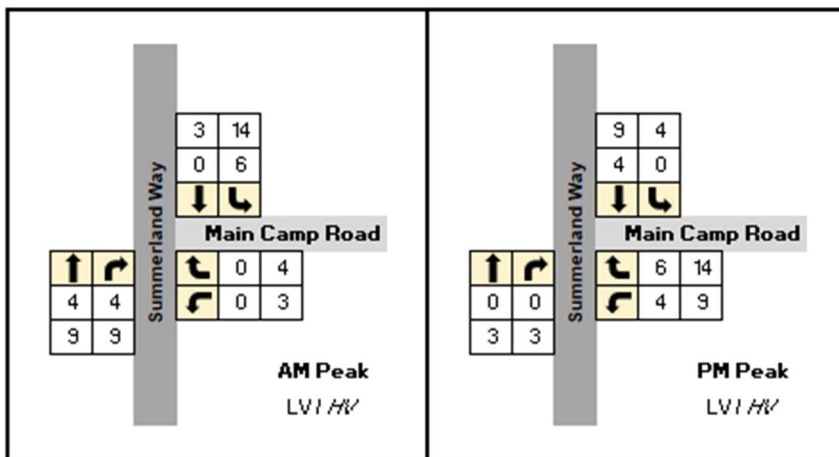 3 14
0 6
Summerland Way
Main Camp Road
0 4
4 4
0 3
9 9
AM Peak
LV / HV
9 4
4 0
Summerland Way
Main Camp Road
6 14
0 0
4 9
3 3
PM Peak
LV / HV